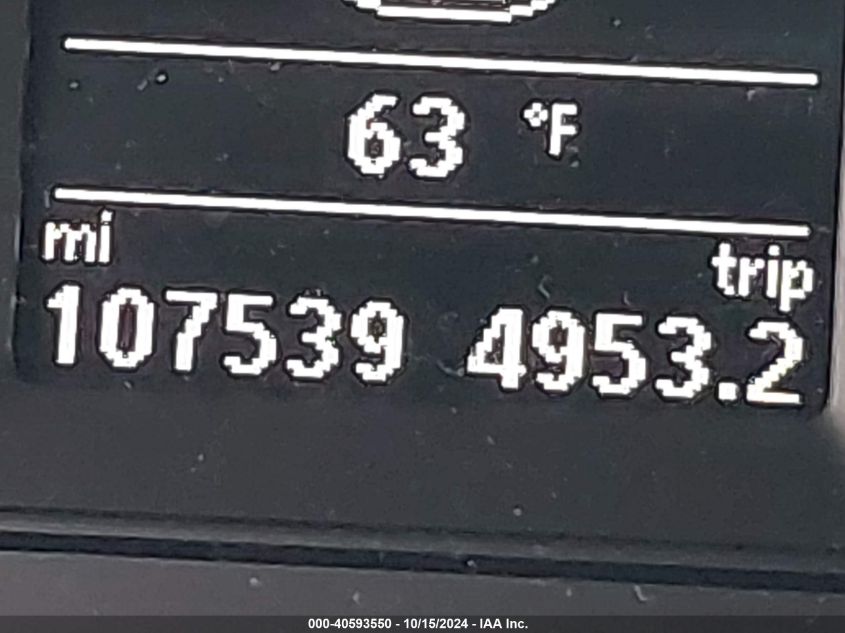 63 °F
mi trip
107539 4953.2
000-40593550 - 10/15/2024 - IAA Inc.